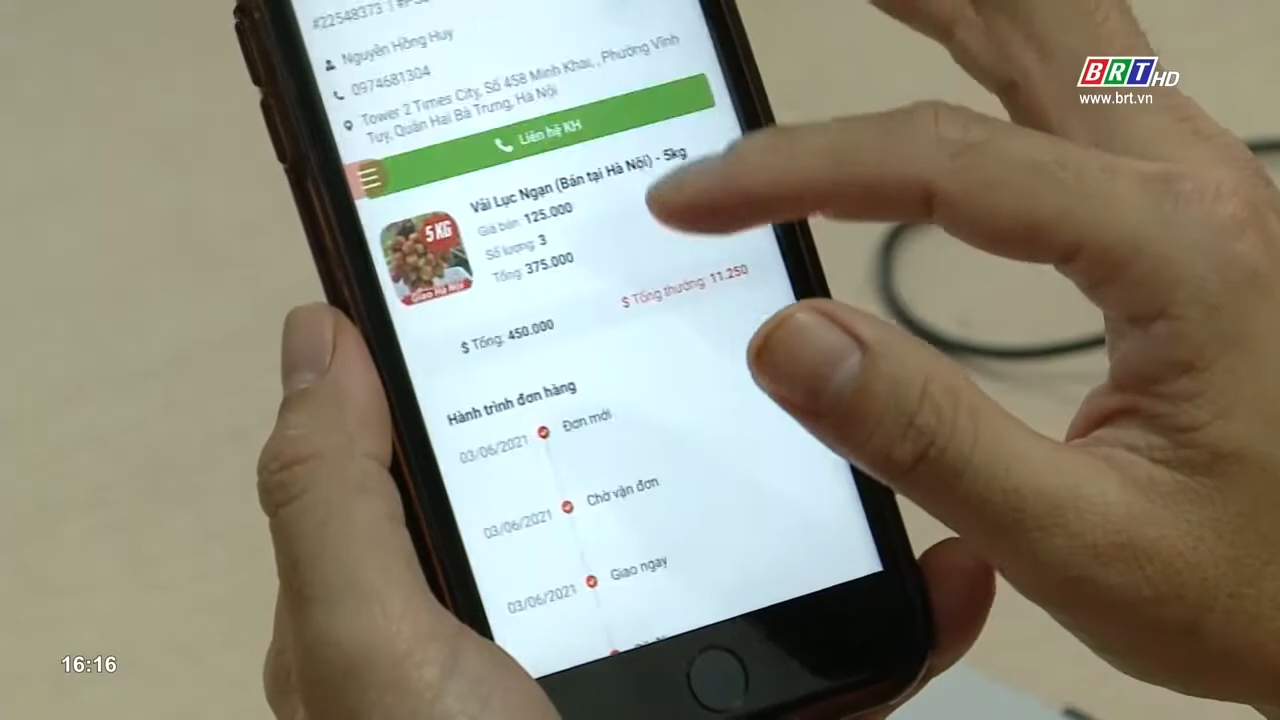 #22548373 |
Nguyễn Hồng Huy
0974681304
Tower 2 Times City, Số 458 Minh Khai, , Phường Vĩnh
Tuy, Quận Hai Bà Trưng, Hà Nội
Liên hệ KH
Vải Lục Ngạn (Bán tại Hà Nội) - 5kg
Giá bán: 125.000
Số lượng: 3
Tổng: 375.000
5 KG
Giao Hà Nội
$ Tổng thưởng: 11.250
$ Tổng: 450.000
Hành trình đơn hàng
03/06/2021 Đơn mới
03/06/2021 Chờ vận đơn
03/06/2021 Giao ngay
BRT HD
www.brt.vn
16:16